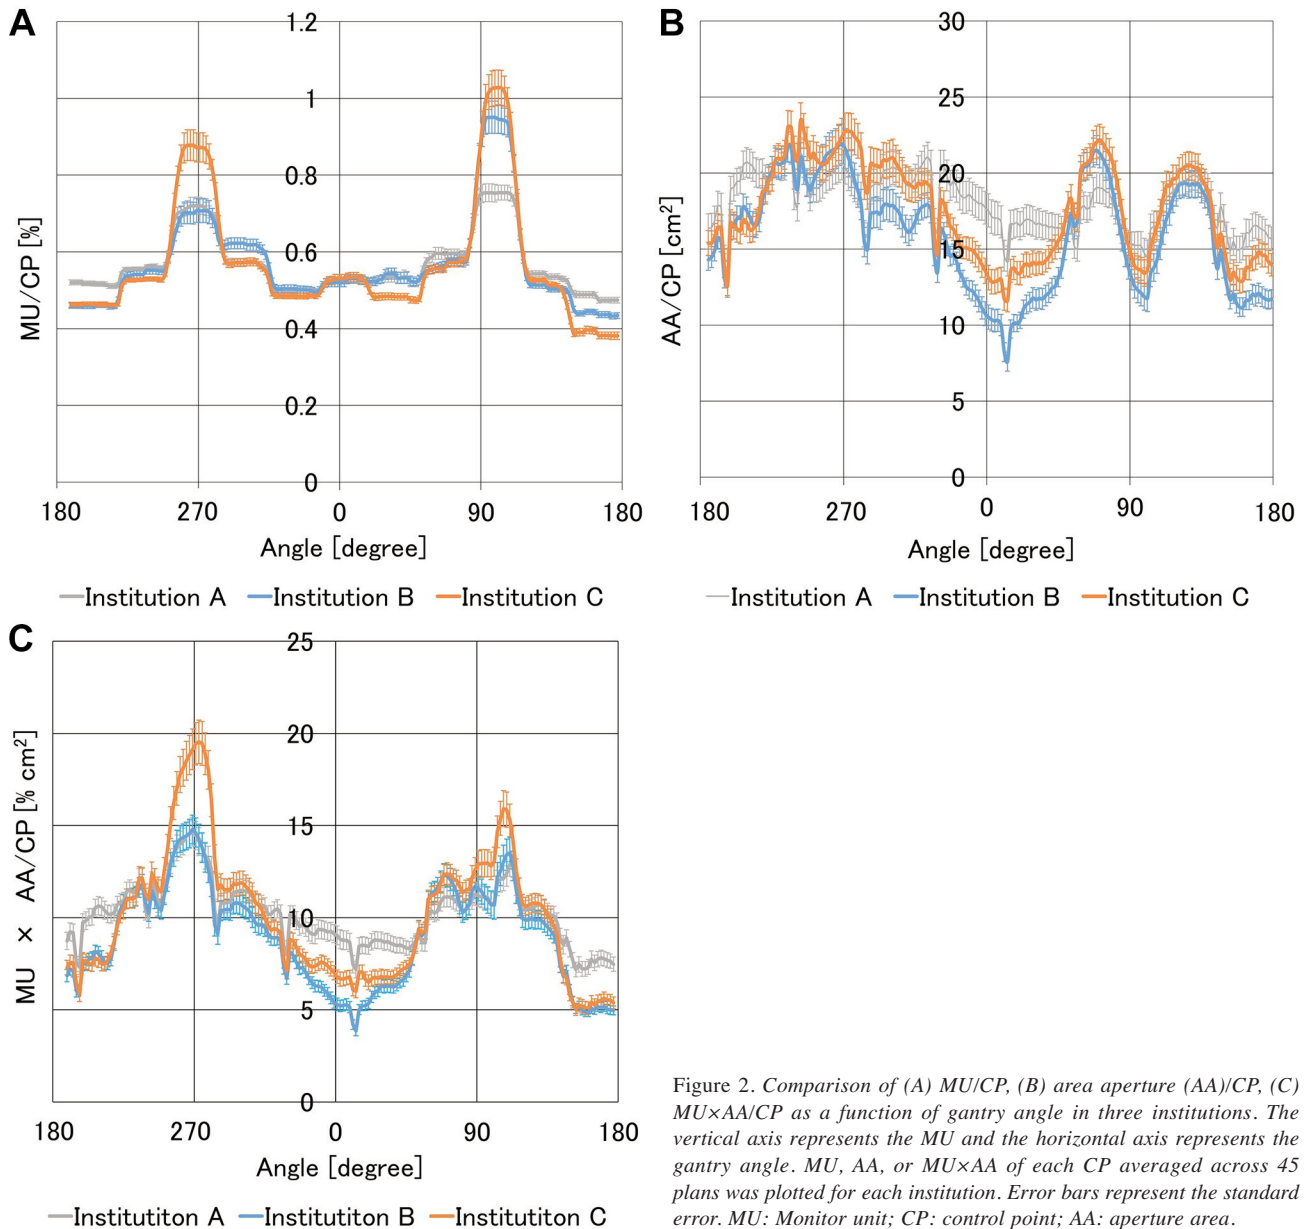 A
MU/CP [%]
1.2
1
0.8
0.6
0.4
0.2
0
180 270 0 90 180
Angle [degree]
Institution A Institution B Institution C
B
AA/CP [cm²]
30
25
20
15
10
5
0
180 270 0 90 180
Angle [degree]
Institution A Institution B Institution C
C
MU × AA/CP [% cm²]
25
20
15
10
5
0
180 270 0 90 180
Angle [degree]
Institutiton A Institutiton B Institutiton C
Figure 2. Comparison of (A) MU/CP, (B) area aperture (AA)/CP, (C)
MU×AA/CP as a function of gantry angle in three institutions. The
vertical axis represents the MU and the horizontal axis represents the
gantry angle. MU, AA, or MU×AA of each CP averaged across 45
plans was plotted for each institution. Error bars represent the standard
error. MU: Monitor unit; CP: control point; AA: aperture area.